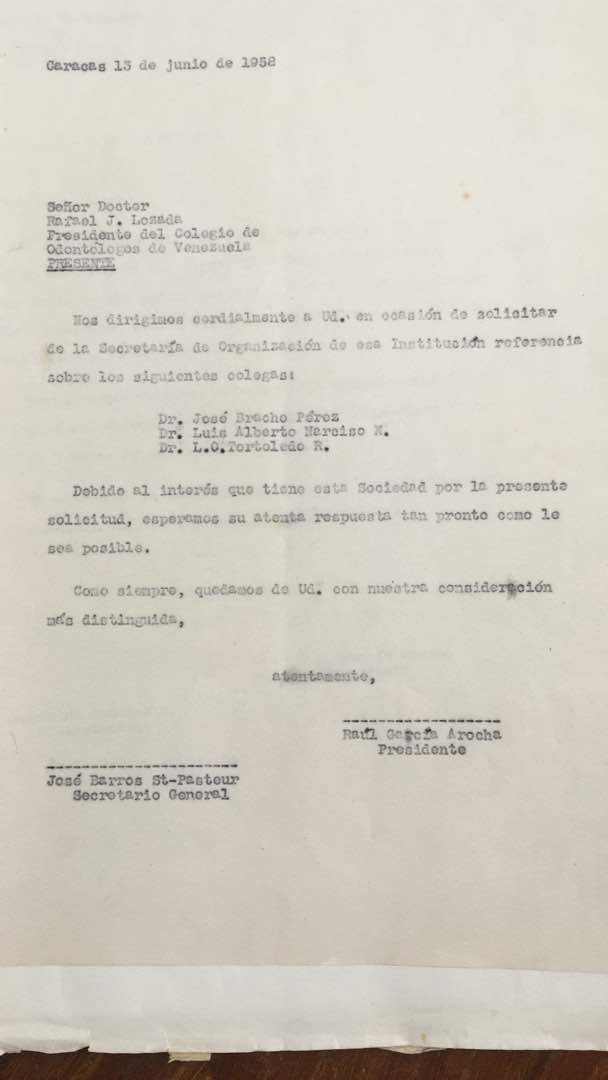 Caracas 13 de junio de 1958
Señor Doctor
Rafael J. Lozada
Presidente del Colegio de
Odontólogos de Venezuela
PRESENTE
Nos dirigimos cordialmente a Ud. en ocasión de solicitar
de la Secretaría de Organización de esa Institución referencia
sobre los siguientes colegas:
Dr. José Bracho Pérez
Dr. Luis Alberto Narciso M.
Dr. L.O.Tortoledo R.
Debido al interés que tiene esta Sociedad por la presente
solicitud, esperamos su atenta respuesta tan pronto como le
sea posible.
Como siempre, quedamos de Ud. con nuestra consideración
más distinguida,
atentamente,
Raúl García Arocha
Presidente
José Barros St-Pasteur
Secretario General